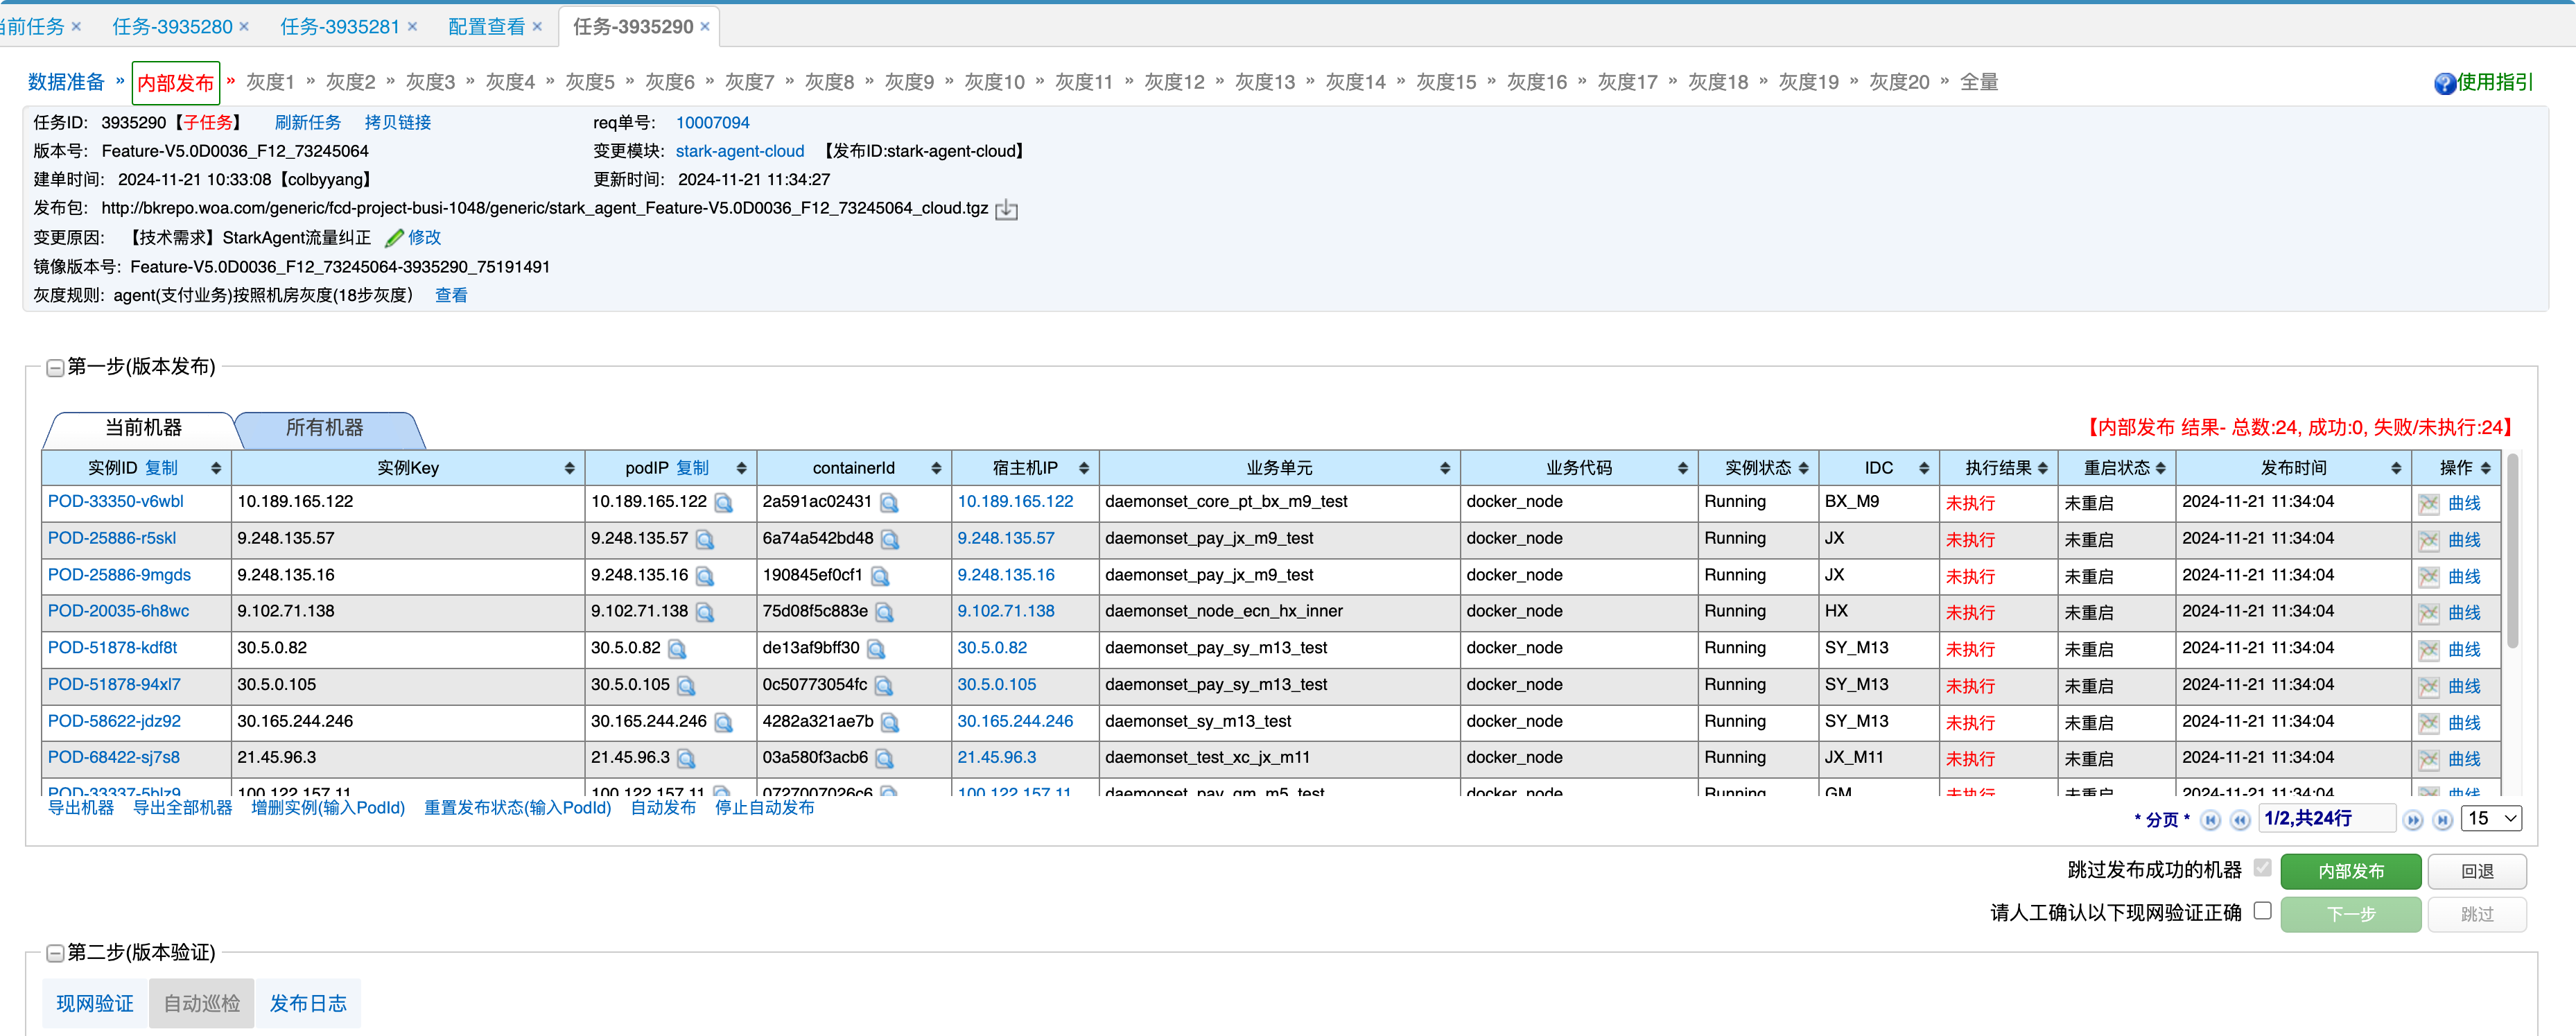 前任务 × 任务-3935280 × 任务-3935281 × 配置查看 × 任务-3935290 ×
数据准备 » 内部发布 » 灰度1 » 灰度2 » 灰度3 » 灰度4 » 灰度5 » 灰度6 » 灰度7 » 灰度8 » 灰度9 » 灰度10 » 灰度11 » 灰度12 » 灰度13 » 灰度14 » 灰度15 » 灰度16 » 灰度17 » 灰度18 » 灰度19 » 灰度20 » 全量 使用指引
任务ID: 3935290【子任务】 刷新任务 拷贝链接 req单号: 10007094
版本号: Feature-V5.0D0036_F12_73245064 变更模块: stark-agent-cloud 【发布ID:stark-agent-cloud】
建单时间: 2024-11-21 10:33:08【colbyyang】 更新时间: 2024-11-21 11:34:27
发布包: http://bkrepo.woa.com/generic/fcd-project-busi-1048/generic/stark_agent_Feature-V5.0D0036_F12_73245064_cloud.tgz
变更原因: 【技术需求】StarkAgent流量纠正 修改
镜像版本号: Feature-V5.0D0036_F12_73245064-3935290_75191491
灰度规则: agent(支付业务)按照机房灰度(18步灰度) 查看
第一步(版本发布)
当前机器 所有机器 【内部发布 结果- 总数:24, 成功:0, 失败/未执行:24】
实例ID 复制 实例Key podIP 复制 containerId 宿主机IP 业务单元 业务代码 实例状态 IDC 执行结果 重启状态 发布时间 操作
POD-33350-v6wbl 10.189.165.122 10.189.165.122 2a591ac02431 10.189.165.122 daemonset_core_pt_bx_m9_test docker_node Running BX_M9 未执行 未重启 2024-11-21 11:34:04 曲线
POD-25886-r5skl 9.248.135.57 9.248.135.57 6a74a542bd48 9.248.135.57 daemonset_pay_jx_m9_test docker_node Running JX 未执行 未重启 2024-11-21 11:34:04 曲线
POD-25886-9mgds 9.248.135.16 9.248.135.16 190845ef0cf1 9.248.135.16 daemonset_pay_jx_m9_test docker_node Running JX 未执行 未重启 2024-11-21 11:34:04 曲线
POD-20035-6h8wc 9.102.71.138 9.102.71.138 75d08f5c883e 9.102.71.138 daemonset_node_ecn_hx_inner docker_node Running HX 未执行 未重启 2024-11-21 11:34:04 曲线
POD-51878-kdf8t 30.5.0.82 30.5.0.82 de13af9bff30 30.5.0.82 daemonset_pay_sy_m13_test docker_node Running SY_M13 未执行 未重启 2024-11-21 11:34:04 曲线
POD-51878-94xl7 30.5.0.105 30.5.0.105 0c50773054fc 30.5.0.105 daemonset_pay_sy_m13_test docker_node Running SY_M13 未执行 未重启 2024-11-21 11:34:04 曲线
POD-58622-jdz92 30.165.244.246 30.165.244.246 4282a321ae7b 30.165.244.246 daemonset_sy_m13_test docker_node Running SY_M13 未执行 未重启 2024-11-21 11:34:04 曲线
POD-68422-sj7s8 21.45.96.3 21.45.96.3 03a580f3acb6 21.45.96.3 daemonset_test_xc_jx_m11 docker_node Running JX_M11 未执行 未重启 2024-11-21 11:34:04 曲线
POD-33337-5blz9 100.122.157.11 100.122.157.11 0727007026c6 100.122.157.11 daemonset_pay_gm_m5_test docker_node Running GM 未执行 未重启 2024-11-21 11:34:04 曲线
导出机器 导出全部机器 增删实例(输入PodId) 重置发布状态(输入PodId) 自动发布 停止自动发布
* 分页 * 1/2,共24行 15
跳过发布成功的机器 内部发布 回退
请人工确认以下现网验证正确 下一步 跳过
第二步(版本验证)
现网验证 自动巡检 发布日志